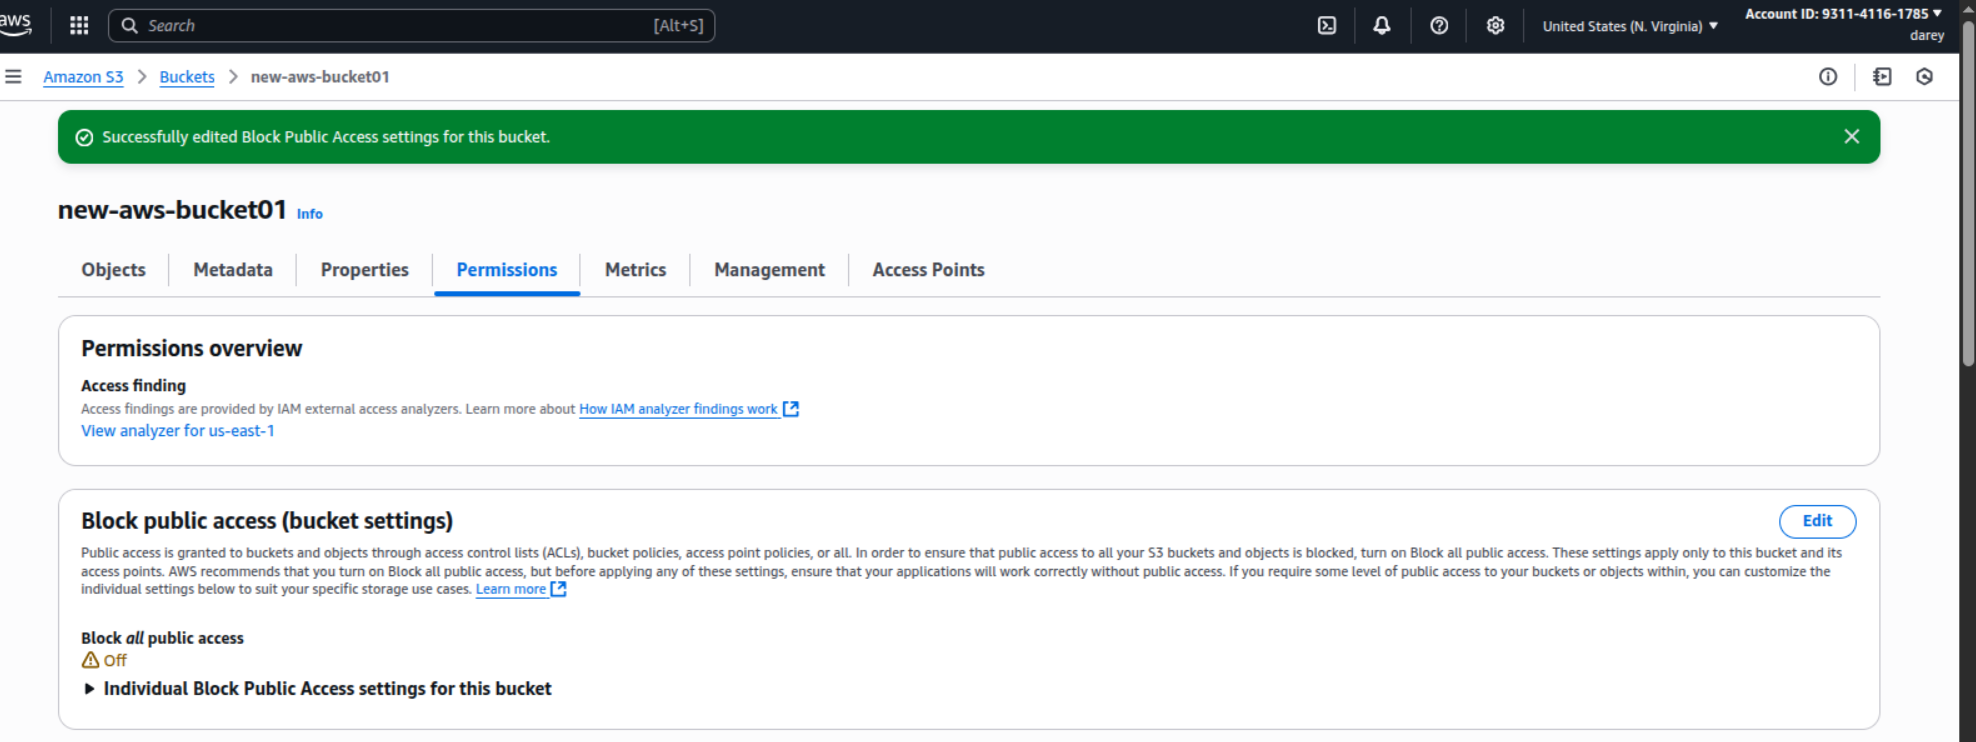 aws
Search [Alt+S]
United States (N. Virginia)
Account ID: 9311-4116-1785
darey
Amazon S3 > Buckets > new-aws-bucket01
Successfully edited Block Public Access settings for this bucket.
new-aws-bucket01 Info
Objects Metadata Properties Permissions Metrics Management Access Points
Permissions overview
Access finding
Access findings are provided by IAM external access analyzers. Learn more about How IAM analyzer findings work
View analyzer for us-east-1
Block public access (bucket settings)
Edit
Public access is granted to buckets and objects through access control lists (ACLs), bucket policies, access point policies, or all. In order to ensure that public access to all your S3 buckets and objects is blocked, turn on Block all public access. These settings apply only to this bucket and its
access points. AWS recommends that you turn on Block all public access, but before applying any of these settings, ensure that your applications will work correctly without public access. If you require some level of public access to your buckets or objects within, you can customize the
individual settings below to suit your specific storage use cases. Learn more
Block all public access
Off
Individual Block Public Access settings for this bucket